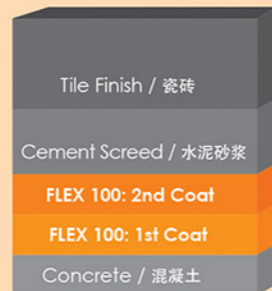 Tile Finish / 瓷砖
Cement Screed / 水泥砂浆
FLEX 100: 2nd Coat
FLEX 100: 1st Coat
Concrete / 混凝土